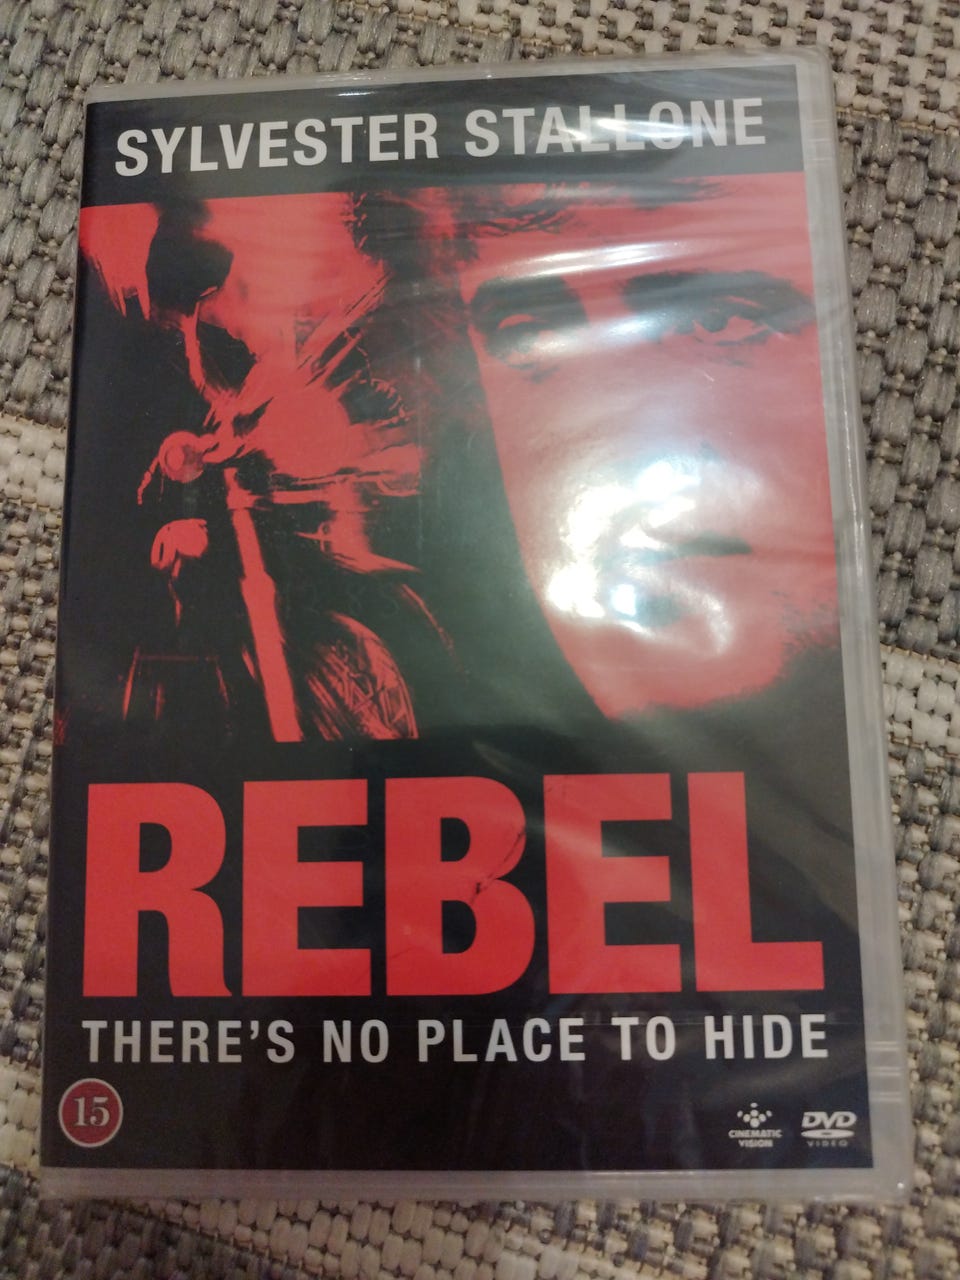 SYLVESTER STALLONE
REBEL
THERE'S NO PLACE TO HIDE
15
CINEMATIC
VISION
DVD
VIDEO